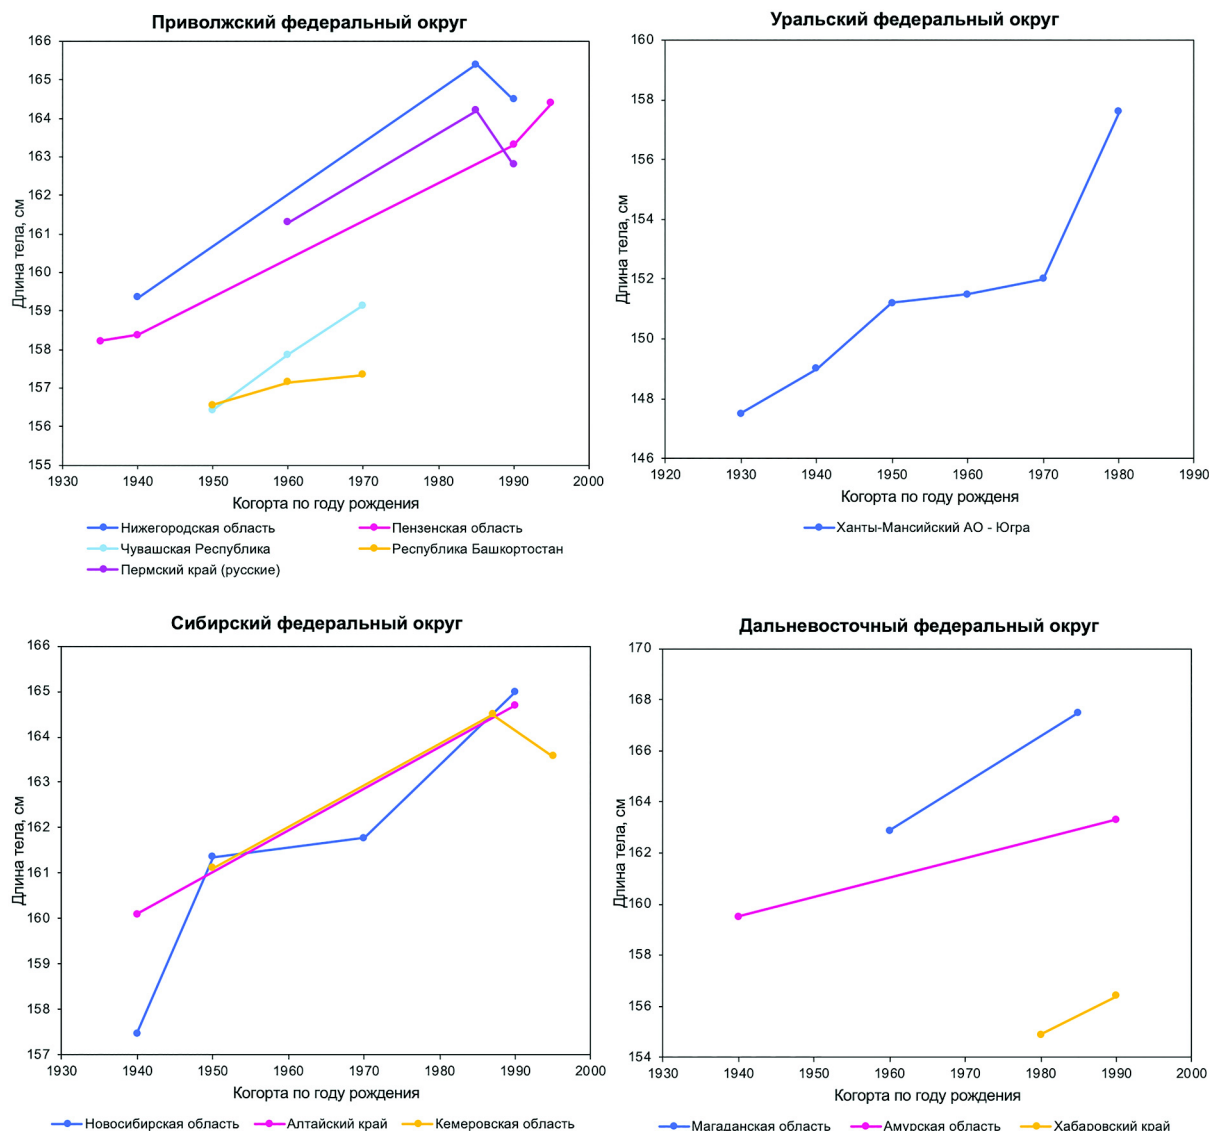 Приволжский федеральный округ
166
165
164
163
162
161
160
159
158
157
156
155
Длина тела, см
1930 1940 1950 1960 1970 1980 1990 2000
Когорта по году рождения
Нижегородская область Пензенская область
Чувашская Республика Республика Башкортостан
Пермский край (русские)
Уральский федеральный округ
160
158
156
154
152
150
148
146
Длина тела, см
1920 1930 1940 1950 1960 1970 1980 1990
Когорта по году рожденя
Ханты-Мансийский АО - Югра
Сибирский федеральный округ
166
165
164
163
162
161
160
159
158
157
Длина тела, см
1930 1940 1950 1960 1970 1980 1990 2000
Когорта по году рождения
Новосибирская область Алтайский край Кемеровская область
Дальневосточный федеральный округ
170
168
166
164
162
160
158
156
154
Длина тела, см
1930 1940 1950 1960 1970 1980 1990 2000
Когорта по году рождения
Магаданская область Амурская область Хабаровский край